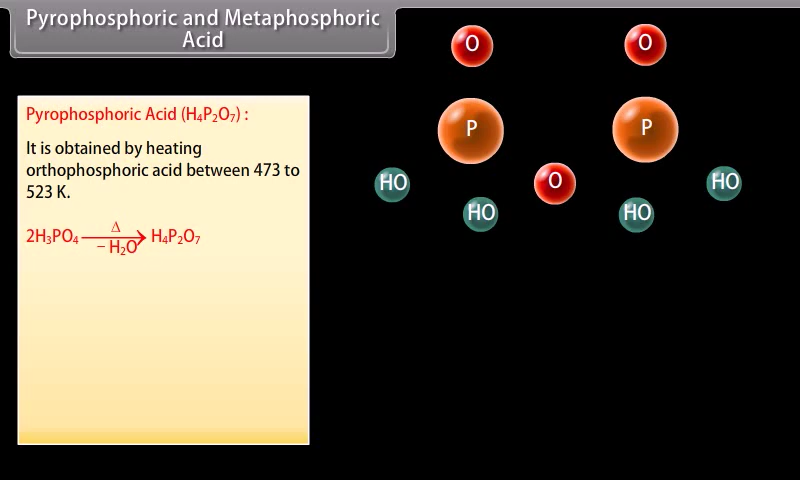 Pyrophosphoric and Metaphosphoric
Acid
Pyrophosphoric Acid (H₄P₂O₇) :
It is obtained by heating
orthophosphoric acid between 473 to
523 K.
Δ
2H₃PO₄ ⟶ H₄P₂O₇
– H₂O
O O
P P
HO O HO
HO HO